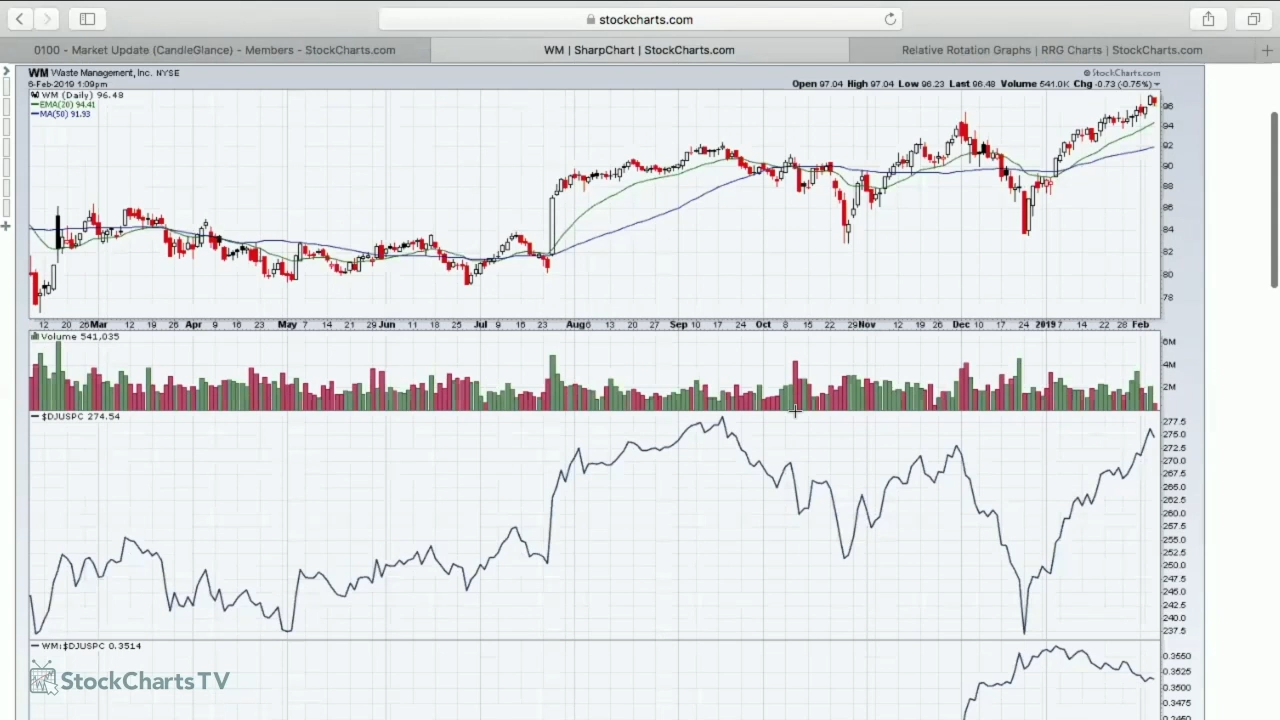 stockcharts.com
0100 - Market Update (CandleGlance) - Members - StockCharts.com
WM | SharpChart | StockCharts.com
Relative Rotation Graphs | RRG Charts | StockCharts.com
WM Waste Management, Inc. NYSE
© StockCharts.com
6-Feb-2019 1:09pm
Open 97.04 High 97.04 Low 96.23 Last 96.48 Volume 541.0K Chg -0.73 (-0.75%)
WM (Daily) 96.48
EMA(20) 94.41
MA(50) 91.93
96
94
92
90
88
86
84
82
80
78
12 20 26 Mar 12 19 26 Apr 9 16 23 May 7 14 21 29 Jun 11 18 25 Jul 9 16 23 Aug 6 13 20 27 Sep 10 17 24 Oct 8 15 22 29 Nov 12 19 26 Dec 10 17 24 2019 7 14 22 28 Feb
Volume 541,035
6M
4M
2M
$DJUSPC 274.54
277.5
275.0
272.5
270.0
267.5
265.0
262.5
260.0
257.5
255.0
252.5
250.0
247.5
245.0
242.5
240.0
237.5
WM:$DJUSPC 0.3514
0.3550
0.3525
0.3500
0.3475
0.3450
StockChartsTV